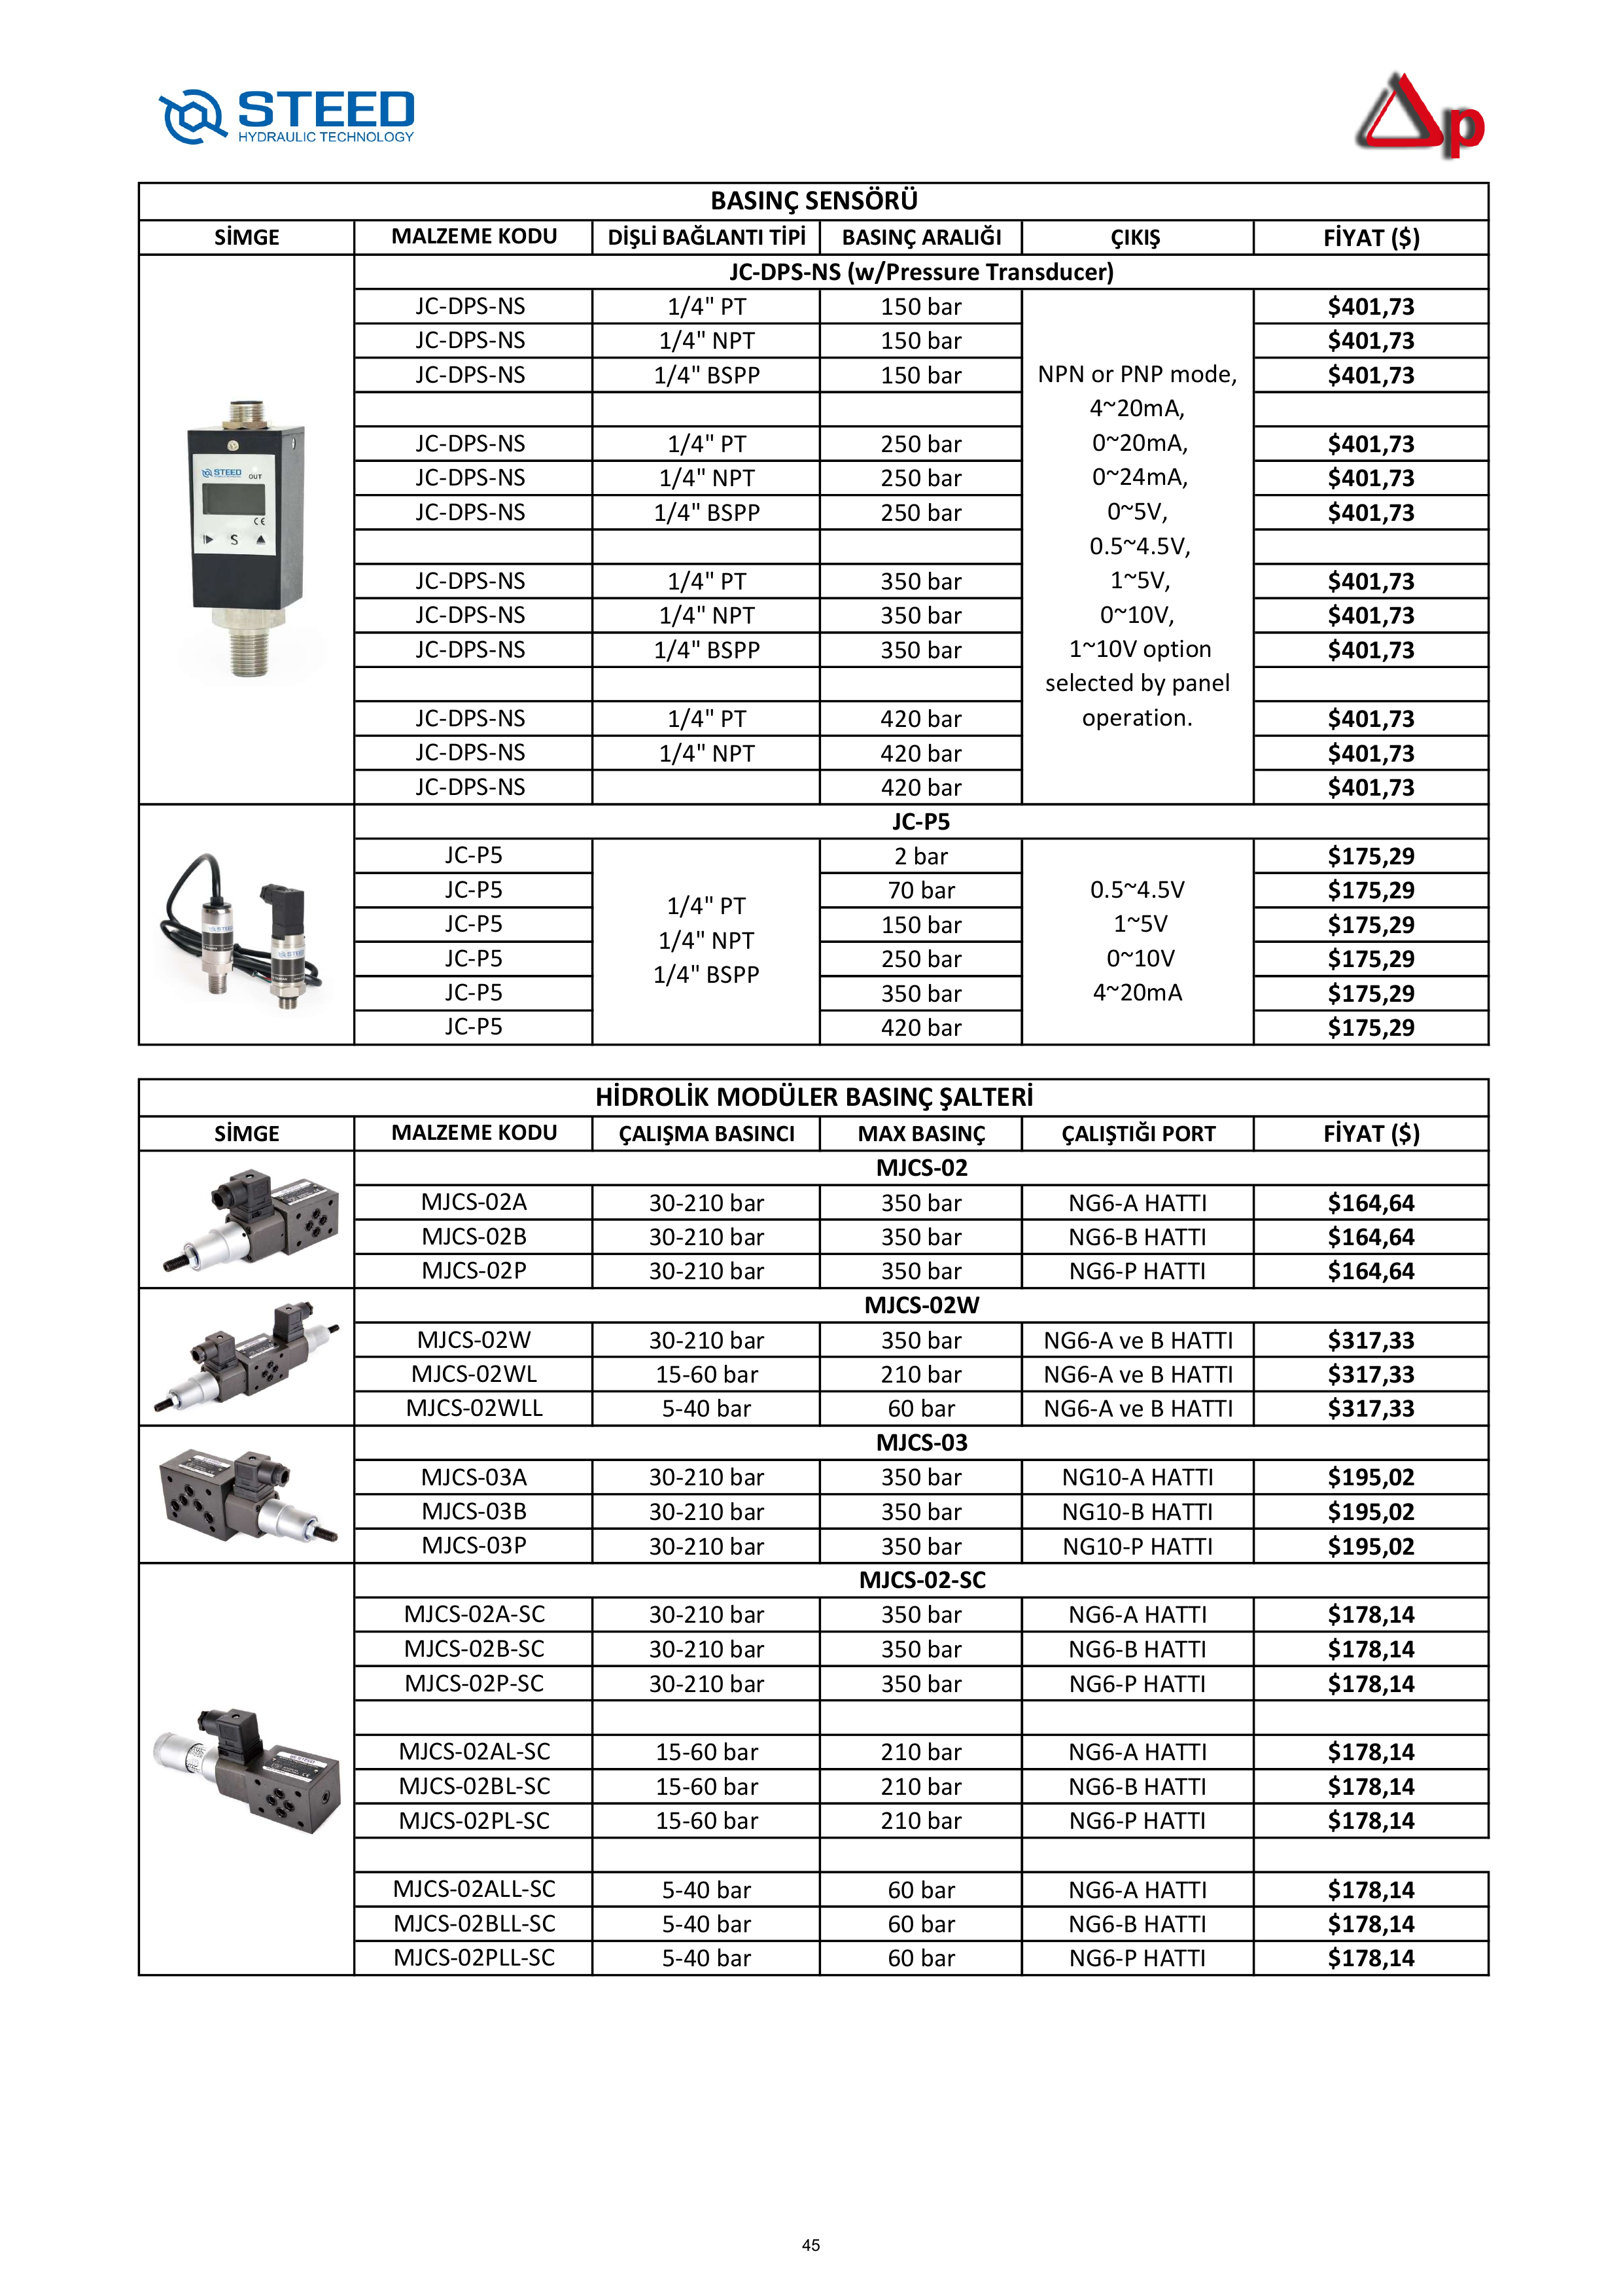 STEED
HYDRAULIC TECHNOLOGY
Δp
BASINÇ SENSÖRÜ
SİMGE MALZEME KODU DİŞLİ BAĞLANTI TİPİ BASINÇ ARALIĞI ÇIKIŞ FİYAT ($)
JC-DPS-NS (w/Pressure Transducer)
JC-DPS-NS 1/4" PT 150 bar $401,73
JC-DPS-NS 1/4" NPT 150 bar $401,73
JC-DPS-NS 1/4" BSPP 150 bar NPN or PNP mode, $401,73
4~20mA,
JC-DPS-NS 1/4" PT 250 bar 0~20mA, $401,73
JC-DPS-NS 1/4" NPT 250 bar 0~24mA, $401,73
JC-DPS-NS 1/4" BSPP 250 bar 0~5V, $401,73
0.5~4.5V,
JC-DPS-NS 1/4" PT 350 bar 1~5V, $401,73
JC-DPS-NS 1/4" NPT 350 bar 0~10V, $401,73
JC-DPS-NS 1/4" BSPP 350 bar 1~10V option $401,73
selected by panel
JC-DPS-NS 1/4" PT 420 bar operation. $401,73
JC-DPS-NS 1/4" NPT 420 bar $401,73
JC-DPS-NS 420 bar $401,73
STEED
OUT
CE
S
JC-P5
JC-P5 2 bar $175,29
JC-P5 1/4" PT 70 bar 0.5~4.5V $175,29
JC-P5 1/4" NPT 150 bar 1~5V $175,29
JC-P5 1/4" BSPP 250 bar 0~10V $175,29
JC-P5 350 bar 4~20mA $175,29
JC-P5 420 bar $175,29
HİDROLİK MODÜLER BASINÇ ŞALTERİ
SİMGE MALZEME KODU ÇALIŞMA BASINCI MAX BASINÇ ÇALIŞTIĞI PORT FİYAT ($)
MJCS-02
MJCS-02A 30-210 bar 350 bar NG6-A HATTI $164,64
MJCS-02B 30-210 bar 350 bar NG6-B HATTI $164,64
MJCS-02P 30-210 bar 350 bar NG6-P HATTI $164,64
MJCS-02W
MJCS-02W 30-210 bar 350 bar NG6-A ve B HATTI $317,33
MJCS-02WL 15-60 bar 210 bar NG6-A ve B HATTI $317,33
MJCS-02WLL 5-40 bar 60 bar NG6-A ve B HATTI $317,33
MJCS-03
MJCS-03A 30-210 bar 350 bar NG10-A HATTI $195,02
MJCS-03B 30-210 bar 350 bar NG10-B HATTI $195,02
MJCS-03P 30-210 bar 350 bar NG10-P HATTI $195,02
MJCS-02-SC
MJCS-02A-SC 30-210 bar 350 bar NG6-A HATTI $178,14
MJCS-02B-SC 30-210 bar 350 bar NG6-B HATTI $178,14
MJCS-02P-SC 30-210 bar 350 bar NG6-P HATTI $178,14
MJCS-02AL-SC 15-60 bar 210 bar NG6-A HATTI $178,14
MJCS-02BL-SC 15-60 bar 210 bar NG6-B HATTI $178,14
MJCS-02PL-SC 15-60 bar 210 bar NG6-P HATTI $178,14
MJCS-02ALL-SC 5-40 bar 60 bar NG6-A HATTI $178,14
MJCS-02BLL-SC 5-40 bar 60 bar NG6-B HATTI $178,14
MJCS-02PLL-SC 5-40 bar 60 bar NG6-P HATTI $178,14
45